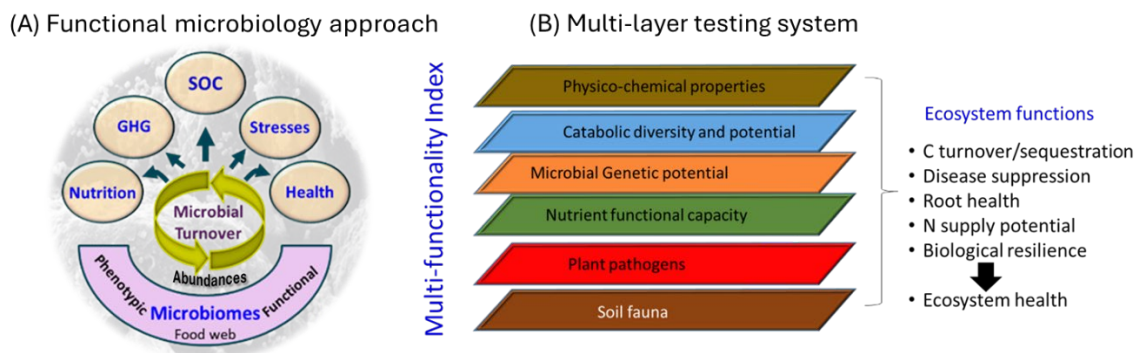 (A) Functional microbiology approach
SOC
GHG
Stresses
Nutrition
Health
Microbial
Turnover
Abundances
Phenotypic
Microbiomes
Functional
Food web
(B) Multi-layer testing system
Multi-functionality Index
Physico-chemical properties
Catabolic diversity and potential
Microbial Genetic potential
Nutrient functional capacity
Plant pathogens
Soil fauna
Ecosystem functions
• C turnover/sequestration
• Disease suppression
• Root health
• N supply potential
• Biological resilience
• Ecosystem health